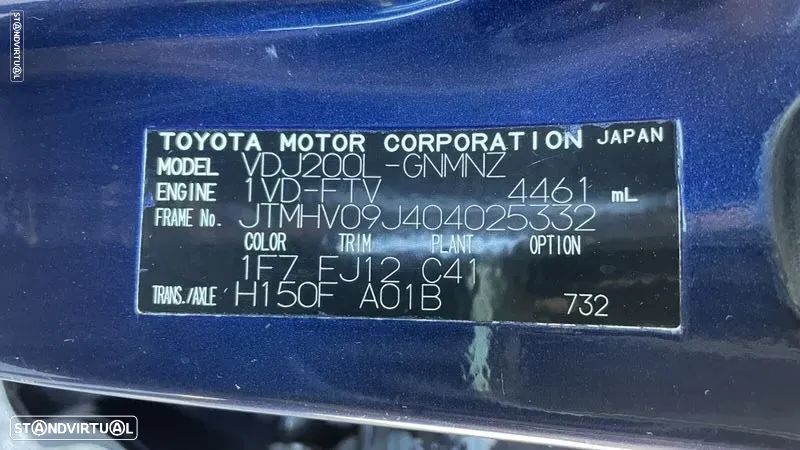 STANDVIRTUAL
TOYOTA MOTOR CORPORATION JAPAN
MODEL VDJ200L-GNMNZ
ENGINE 1VD-FTV 4461 mL
FRAME No. JTMHV09J404025332
COLOR TRIM PLANT OPTION
1F7 FJ12 C41
TRANS./AXLE H150F A01B 732
STANDVIRTUAL